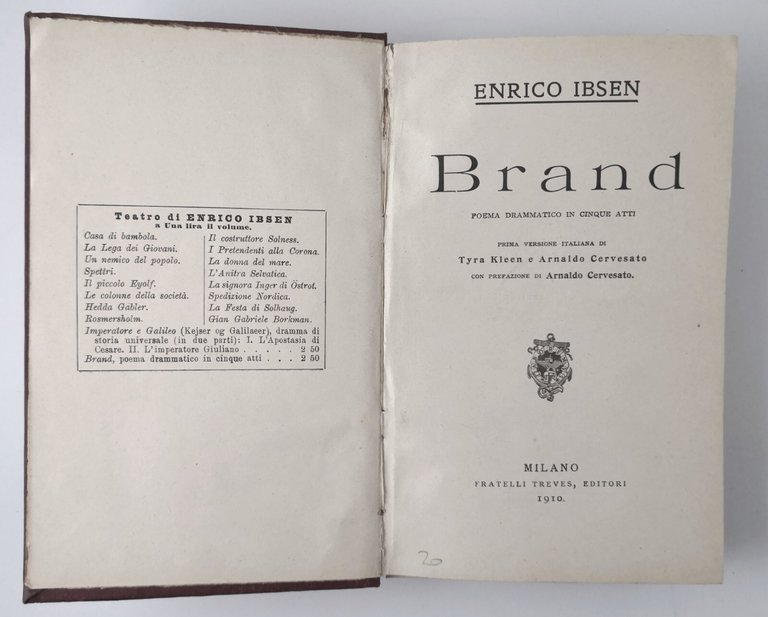 Teatro di ENRICO IBSEN
a Una lira il volume.
Casa di bambola.
La Lega dei Giovani.
Un nemico del popolo.
Spettri.
Il piccolo Eyolf.
Le colonne della società.
Hedda Gabler.
Rosmersholm.
Il costruttore Solness.
I Pretendenti alla Corona.
La donna del mare.
L'Anitra Selvatica.
La signora Inger di Östrot.
Spedizione Nordica.
La Festa di Solhaug.
Gian Gabriele Borkman.
Imperatore e Galileo (Kejser og Galilaeer), dramma di
storia universale (in due parti): I. L'Apostasia di
Cesare. II. L'imperatore Giuliano . . . . . 2 50
Brand, poema drammatico in cinque atti . . . 2 50
ENRICO IBSEN
Brand
POEMA DRAMMATICO IN CINQUE ATTI
PRIMA VERSIONE ITALIANA DI
Tyra Kleen e Arnaldo Cervesato
CON PREFAZIONE DI Arnaldo Cervesato.
MILANO
FRATELLI TREVES, EDITORI
1910.
20